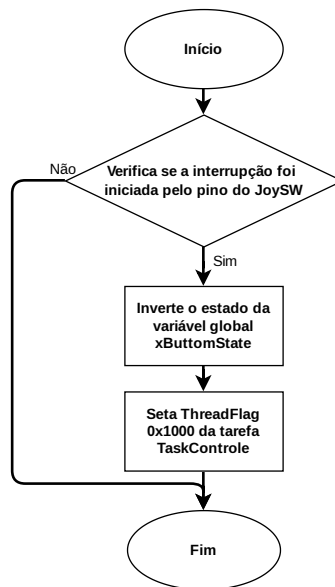 Início
Não
Verifica se a interrupção foi
iniciada pelo pino do JoySW
Sim
Inverte o estado da
variável global
xButtomState
Seta ThreadFlag
0x1000 da tarefa
TaskControle
Fim